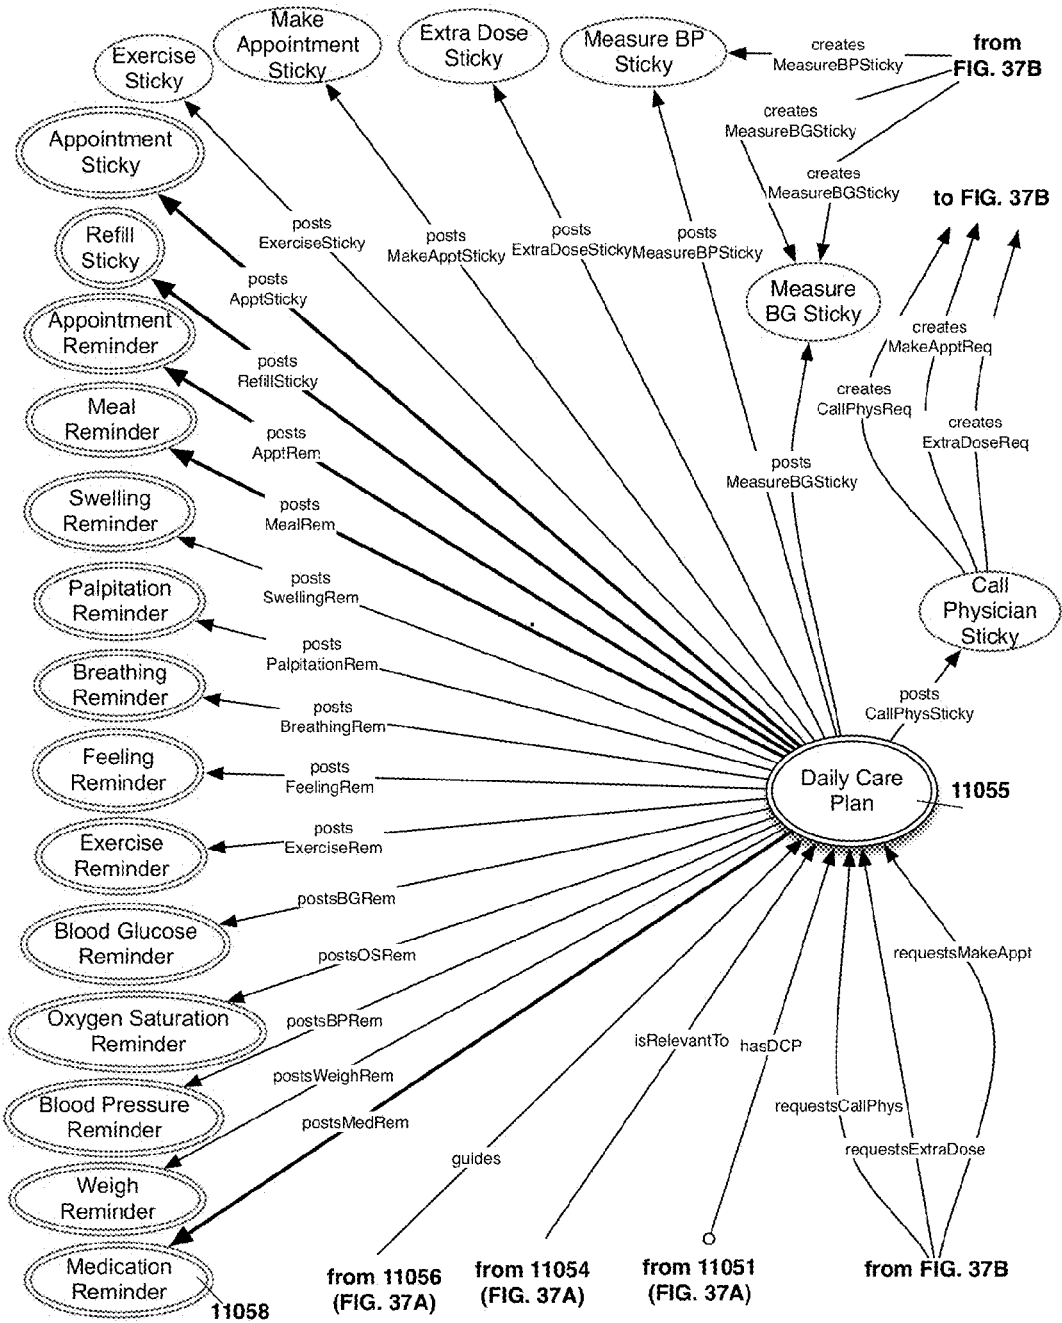 Make
Appointment
Sticky
Extra Dose
Sticky
Measure BP
Sticky
creates
MeasureBPSticky
from
FIG. 37B
Exercise
Sticky
creates
MeasureBGSticky
Appointment
Sticky
creates
MeasureBGSticky
to FIG. 37B
Refill
Sticky
posts
ExerciseSticky
posts
MakeApptSticky
posts
ExtraDoseSticky
posts
MeasureBPSticky
posts
ApptSticky
Measure
BG Sticky
Appointment
Reminder
creates
MakeApptReq
posts
RefillSticky
creates
CallPhysReq
Meal
Reminder
posts
ApptRem
creates
ExtraDoseReq
posts
MeasureBGSticky
Swelling
Reminder
posts
MealRem
Palpitation
Reminder
posts
SwellingRem
Call
Physician
Sticky
posts
PalpitationRem
Breathing
Reminder
posts
BreathingRem
posts
CallPhysSticky
Feeling
Reminder
posts
FeelingRem
Daily Care
Plan
11055
Exercise
Reminder
posts
ExerciseRem
postsBGRem
Blood Glucose
Reminder
postsOSRem
requestsMakeAppt
Oxygen Saturation
Reminder
postsBPRem
isRelevantTo
hasDCP
postsWeighRem
Blood Pressure
Reminder
postsMedRem
requestsCallPhys
guides
requestsExtraDose
Weigh
Reminder
Medication
Reminder
11058
from 11056
(FIG. 37A)
from 11054
(FIG. 37A)
from 11051
(FIG. 37A)
from FIG. 37B